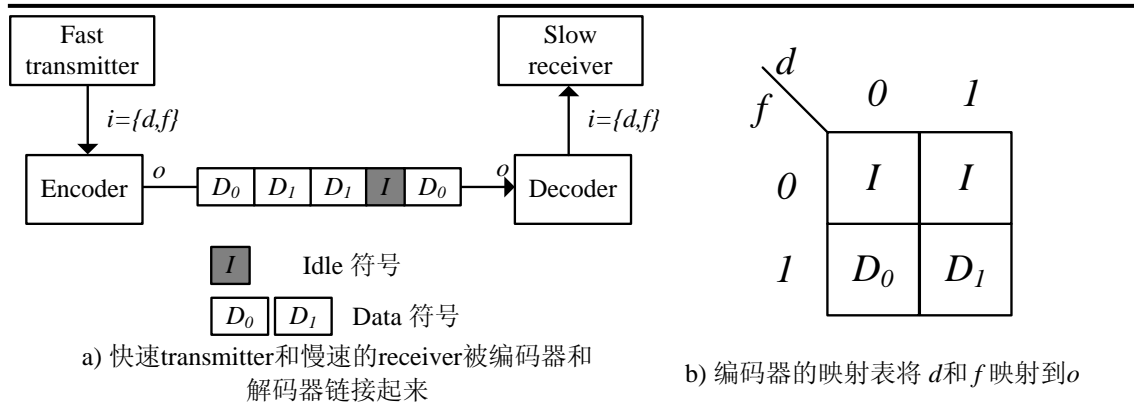 Fast transmitter
Slow receiver
i={d,f}
i={d,f}
Encoder
o
D0 D1 D1 I D0
o
Decoder
I Idle 符号
D0 D1 Data 符号
a) 快速transmitter和慢速的receiver被编码器和
解码器链接起来
d
f
0 1
0 I I
1 D0 D1
b) 编码器的映射表将 d和 f 映射到o